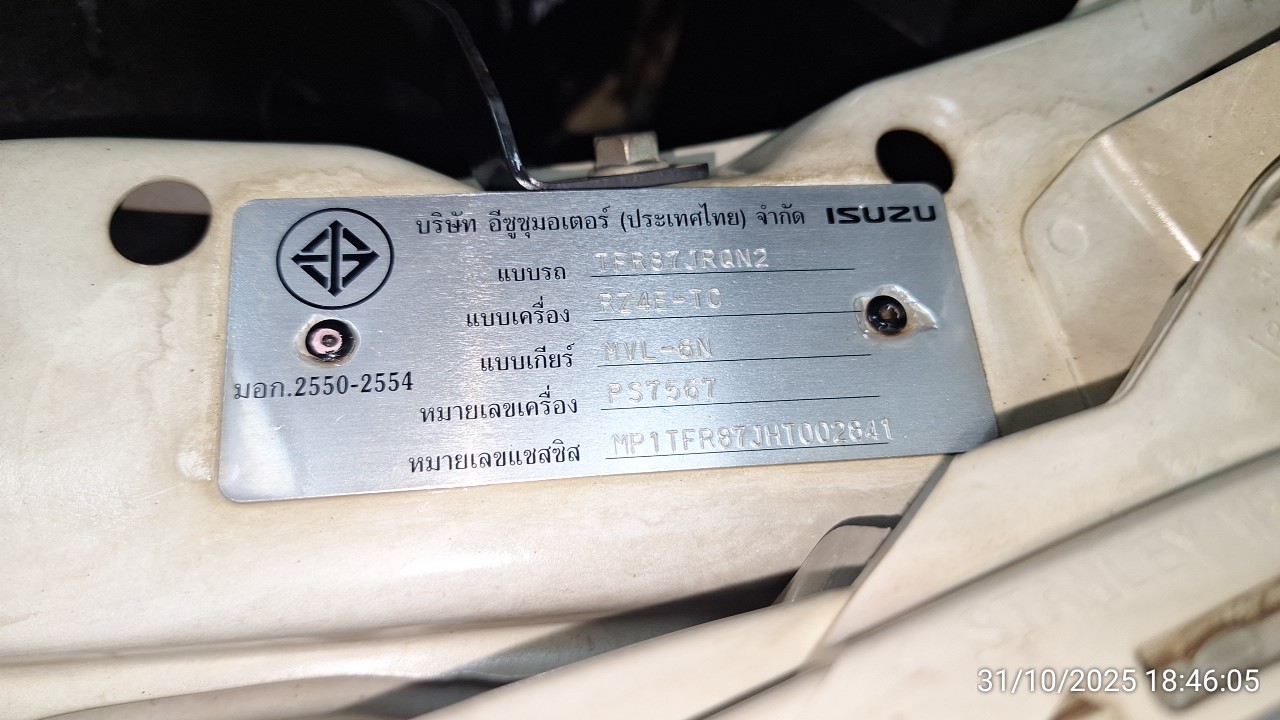 บริษัท อีซูซุมอเตอร์ (ประเทศไทย) จำกัด ISUZU
แบบรถ TFR87JRQN2
แบบเครื่อง RZ4E-TC
แบบเกียร์ MVL-6N
มอก.2550-2554
หมายเลขเครื่อง PS7567
หมายเลขแชสซิส MP1TFR87JHT002641
STANLEY
31/10/2025 18:46:05